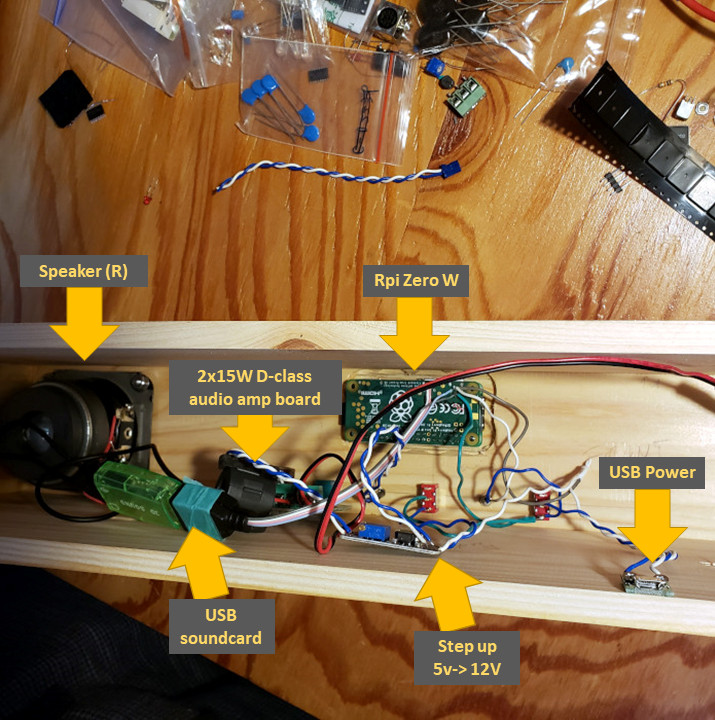 Speaker (R)
Rpi Zero W
2x15W D-class
audio amp board
USB Power
USB
soundcard
Step up
5v-> 12V